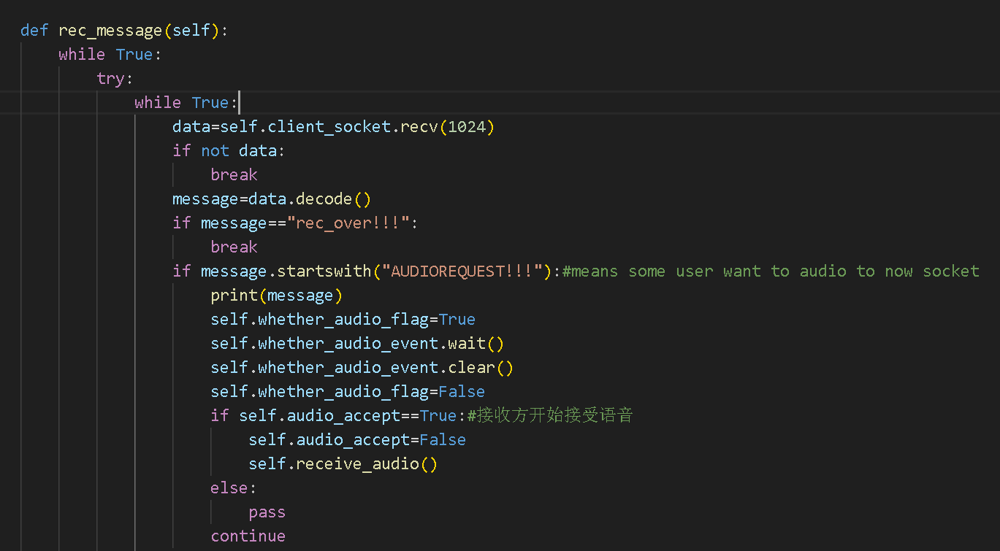 def rec_message(self):
    while True:
        try:
            while True:
                data=self.client_socket.recv(1024)
                if not data:
                    break
                message=data.decode()
                if message=="rec_over!!!":
                    break
                if message.startswith("AUDIOREQUEST!!!"):#means some user want to audio to now socket
                    print(message)
                    self.whether_audio_flag=True
                    self.whether_audio_event.wait()
                    self.whether_audio_event.clear()
                    self.whether_audio_flag=False
                    if self.audio_accept==True:#接收方开始接受语音
                        self.audio_accept=False
                        self.receive_audio()
                    else:
                        pass
                    continue